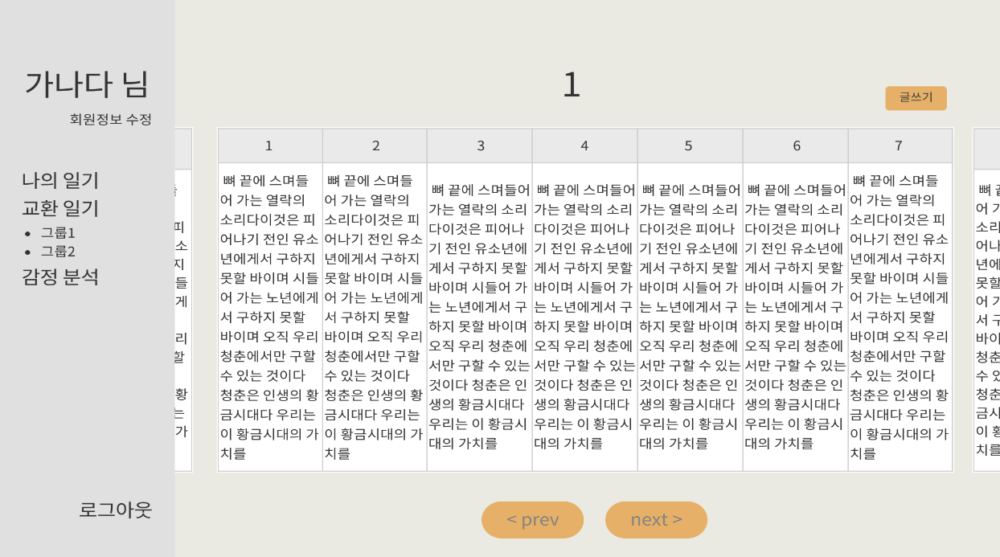 가나다 님
회원정보 수정
나의 일기
교환 일기
• 그룹1
• 그룹2
감정 분석
로그아웃
피
소
지
들
게
리
할
황
는
가
1
글쓰기
1
뼈 끝에 스며들
어 가는 열락의
소리다이것은 피
어나기 전인 유소
년에게서 구하지
못할 바이며 시들
어 가는 노년에게
서 구하지 못할
바이며 오직 우리
청춘에서만 구할
수 있는 것이다
청춘은 인생의 황
금시대다 우리는
이 황금시대의 가
치를
2
뼈 끝에 스며들
어 가는 열락의
소리다이것은 피
어나기 전인 유소
년에게서 구하지
못할 바이며 시들
어 가는 노년에게
서 구하지 못할
바이며 오직 우리
청춘에서만 구할
수 있는 것이다
청춘은 인생의 황
금시대다 우리는
이 황금시대의 가
치를
3
뼈 끝에 스며들어
가는 열락의 소리
다이것은 피어나
기 전인 유소년에
게서 구하지 못할
바이며 시들어 가
는 노년에게서 구
하지 못할 바이며
오직 우리 청춘에
서만 구할 수 있는
것이다 청춘은 인
생의 황금시대다
우리는 이 황금시
대의 가치를
4
뼈 끝에 스며들어
가는 열락의 소리
다이것은 피어나
기 전인 유소년에
게서 구하지 못할
바이며 시들어 가
는 노년에게서 구
하지 못할 바이며
오직 우리 청춘에
서만 구할 수 있는
것이다 청춘은 인
생의 황금시대다
우리는 이 황금시
대의 가치를
5
뼈 끝에 스며들어
가는 열락의 소리
다이것은 피어나
기 전인 유소년에
게서 구하지 못할
바이며 시들어 가
는 노년에게서 구
하지 못할 바이며
오직 우리 청춘에
서만 구할 수 있는
것이다 청춘은 인
생의 황금시대다
우리는 이 황금시
대의 가치를
6
뼈 끝에 스며들어
가는 열락의 소리
다이것은 피어나
기 전인 유소년에
게서 구하지 못할
바이며 시들어 가
는 노년에게서 구
하지 못할 바이며
오직 우리 청춘에
서만 구할 수 있는
것이다 청춘은 인
생의 황금시대다
우리는 이 황금시
대의 가치를
7
뼈 끝에 스며들
어 가는 열락의
소리다이것은 피
어나기 전인 유소
년에게서 구하지
못할 바이며 시들
어 가는 노년에게
서 구하지 못할
바이며 오직 우리
청춘에서만 구할
수 있는 것이다
청춘은 인생의 황
금시대다 우리는
이 황금시대의 가
치를
뼈
어
소리
어나
년에
못할
어
서
바이
청춘
수
청춘
금시
이
치를
< prev
next >